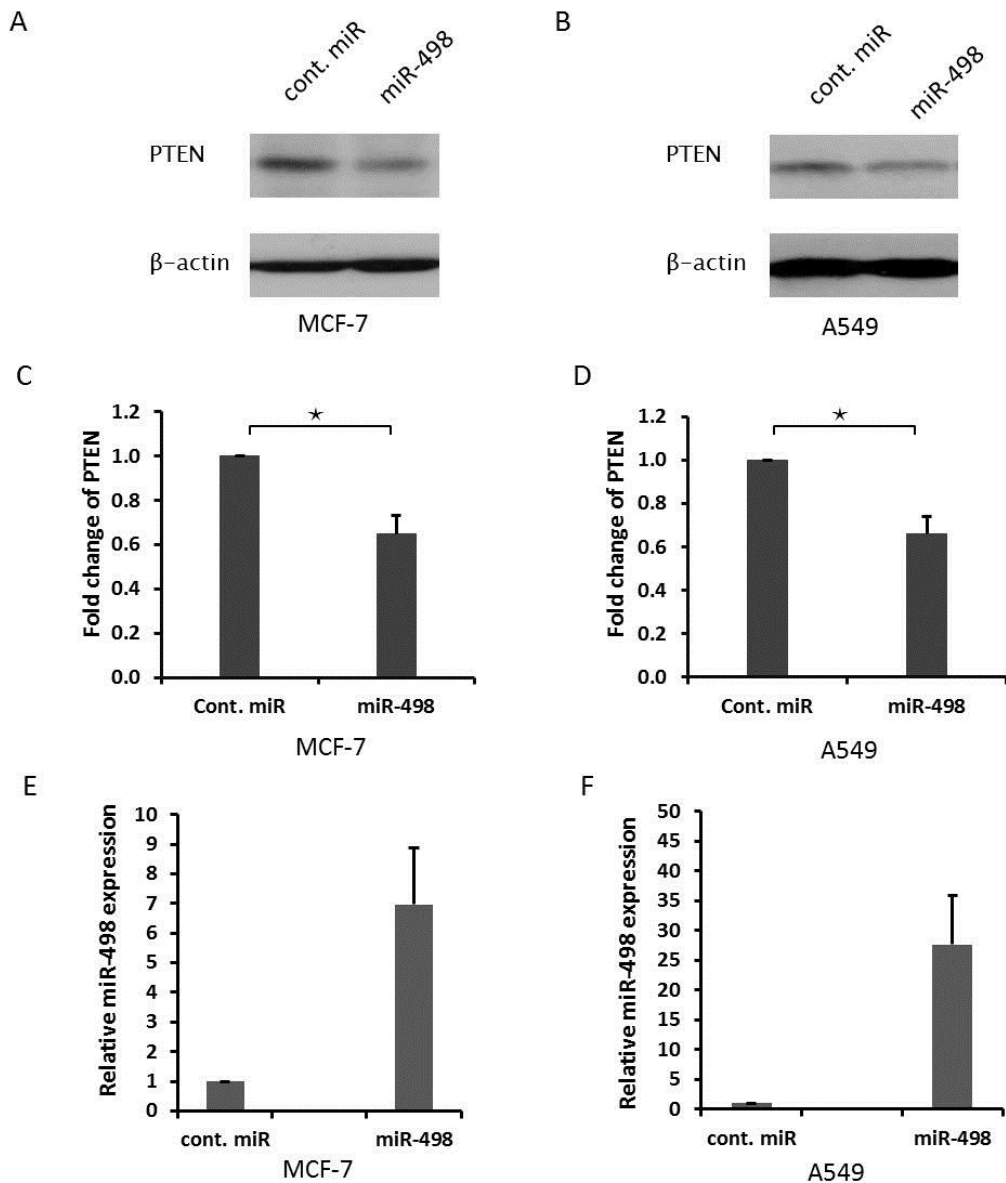 A
B
cont. miR
miR-498
cont. miR
miR-498
PTEN
PTEN
β-actin
β-actin
MCF-7
A549
C
D
Fold change of PTEN
1.2
1.0
0.8
0.6
0.4
0.2
0.0
★
Cont. miR
miR-498
MCF-7
Fold change of PTEN
1.2
1.0
0.8
0.6
0.4
0.2
0.0
★
Cont. miR
miR-498
A549
E
F
Relative miR-498 expression
10
9
8
7
6
5
4
3
2
1
0
cont. miR
miR-498
MCF-7
Relative miR-498 expression
50
45
40
35
30
25
20
15
10
5
0
cont. miR
miR-498
A549